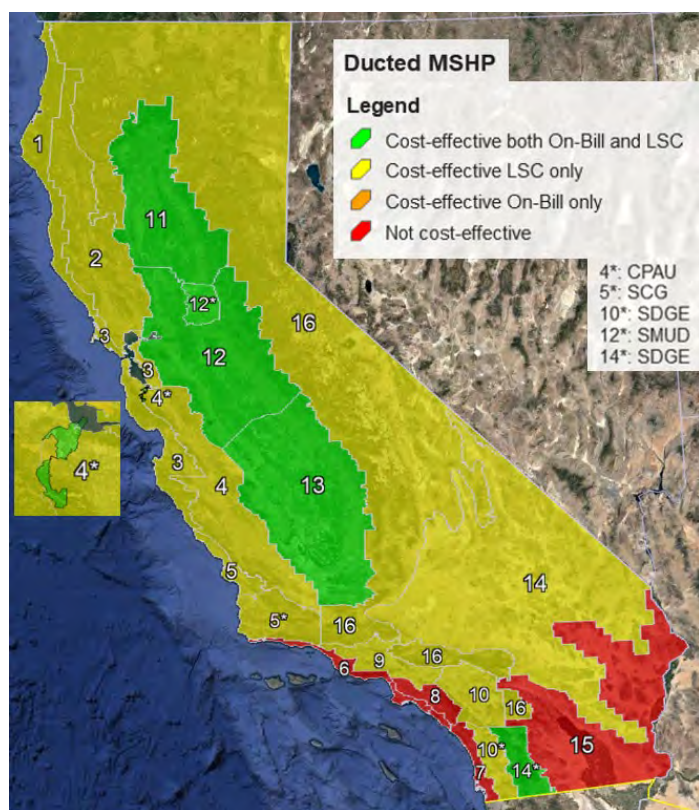 Ducted MSHP
Legend
Cost-effective both On-Bill and LSC
Cost-effective LSC only
Cost-effective On-Bill only
Not cost-effective
4*: CPAU
5*: SCG
10*: SDGE
12*: SMUD
14*: SDGE
1
11
2
12*
16
3
12
3
4*
4*
3
4
13
5
14
5*
16
16
6
9
8
10
16
15
10*
7
14*